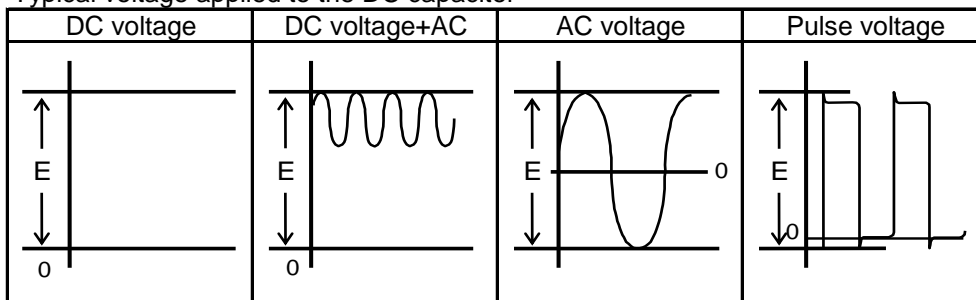 Typical voltage applied to the DC capacitor
DC voltage DC voltage+AC AC voltage Pulse voltage
E E E E
0
0
0 0